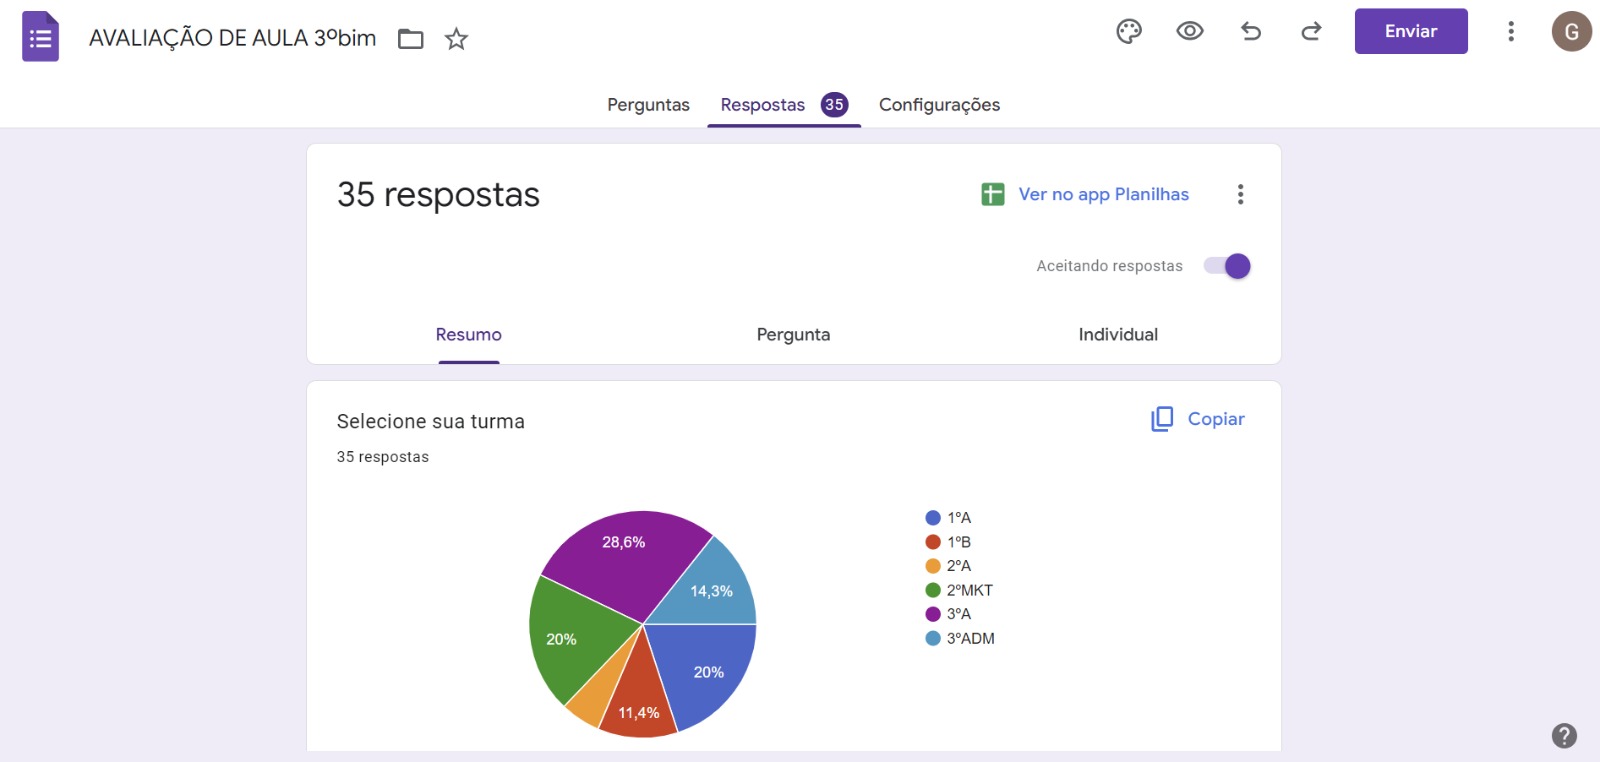 AVALIAÇÃO DE AULA 3ºbim
Enviar
G
Perguntas
Respostas 35
Configurações
35 respostas
Ver no app Planilhas
Aceitando respostas
Resumo
Pergunta
Individual
Selecione sua turma
Copiar
35 respostas
28,6%
14,3%
20%
20%
11,4%
1ºA
1ºB
2ºA
2ºMKT
3ºA
3ºADM
?